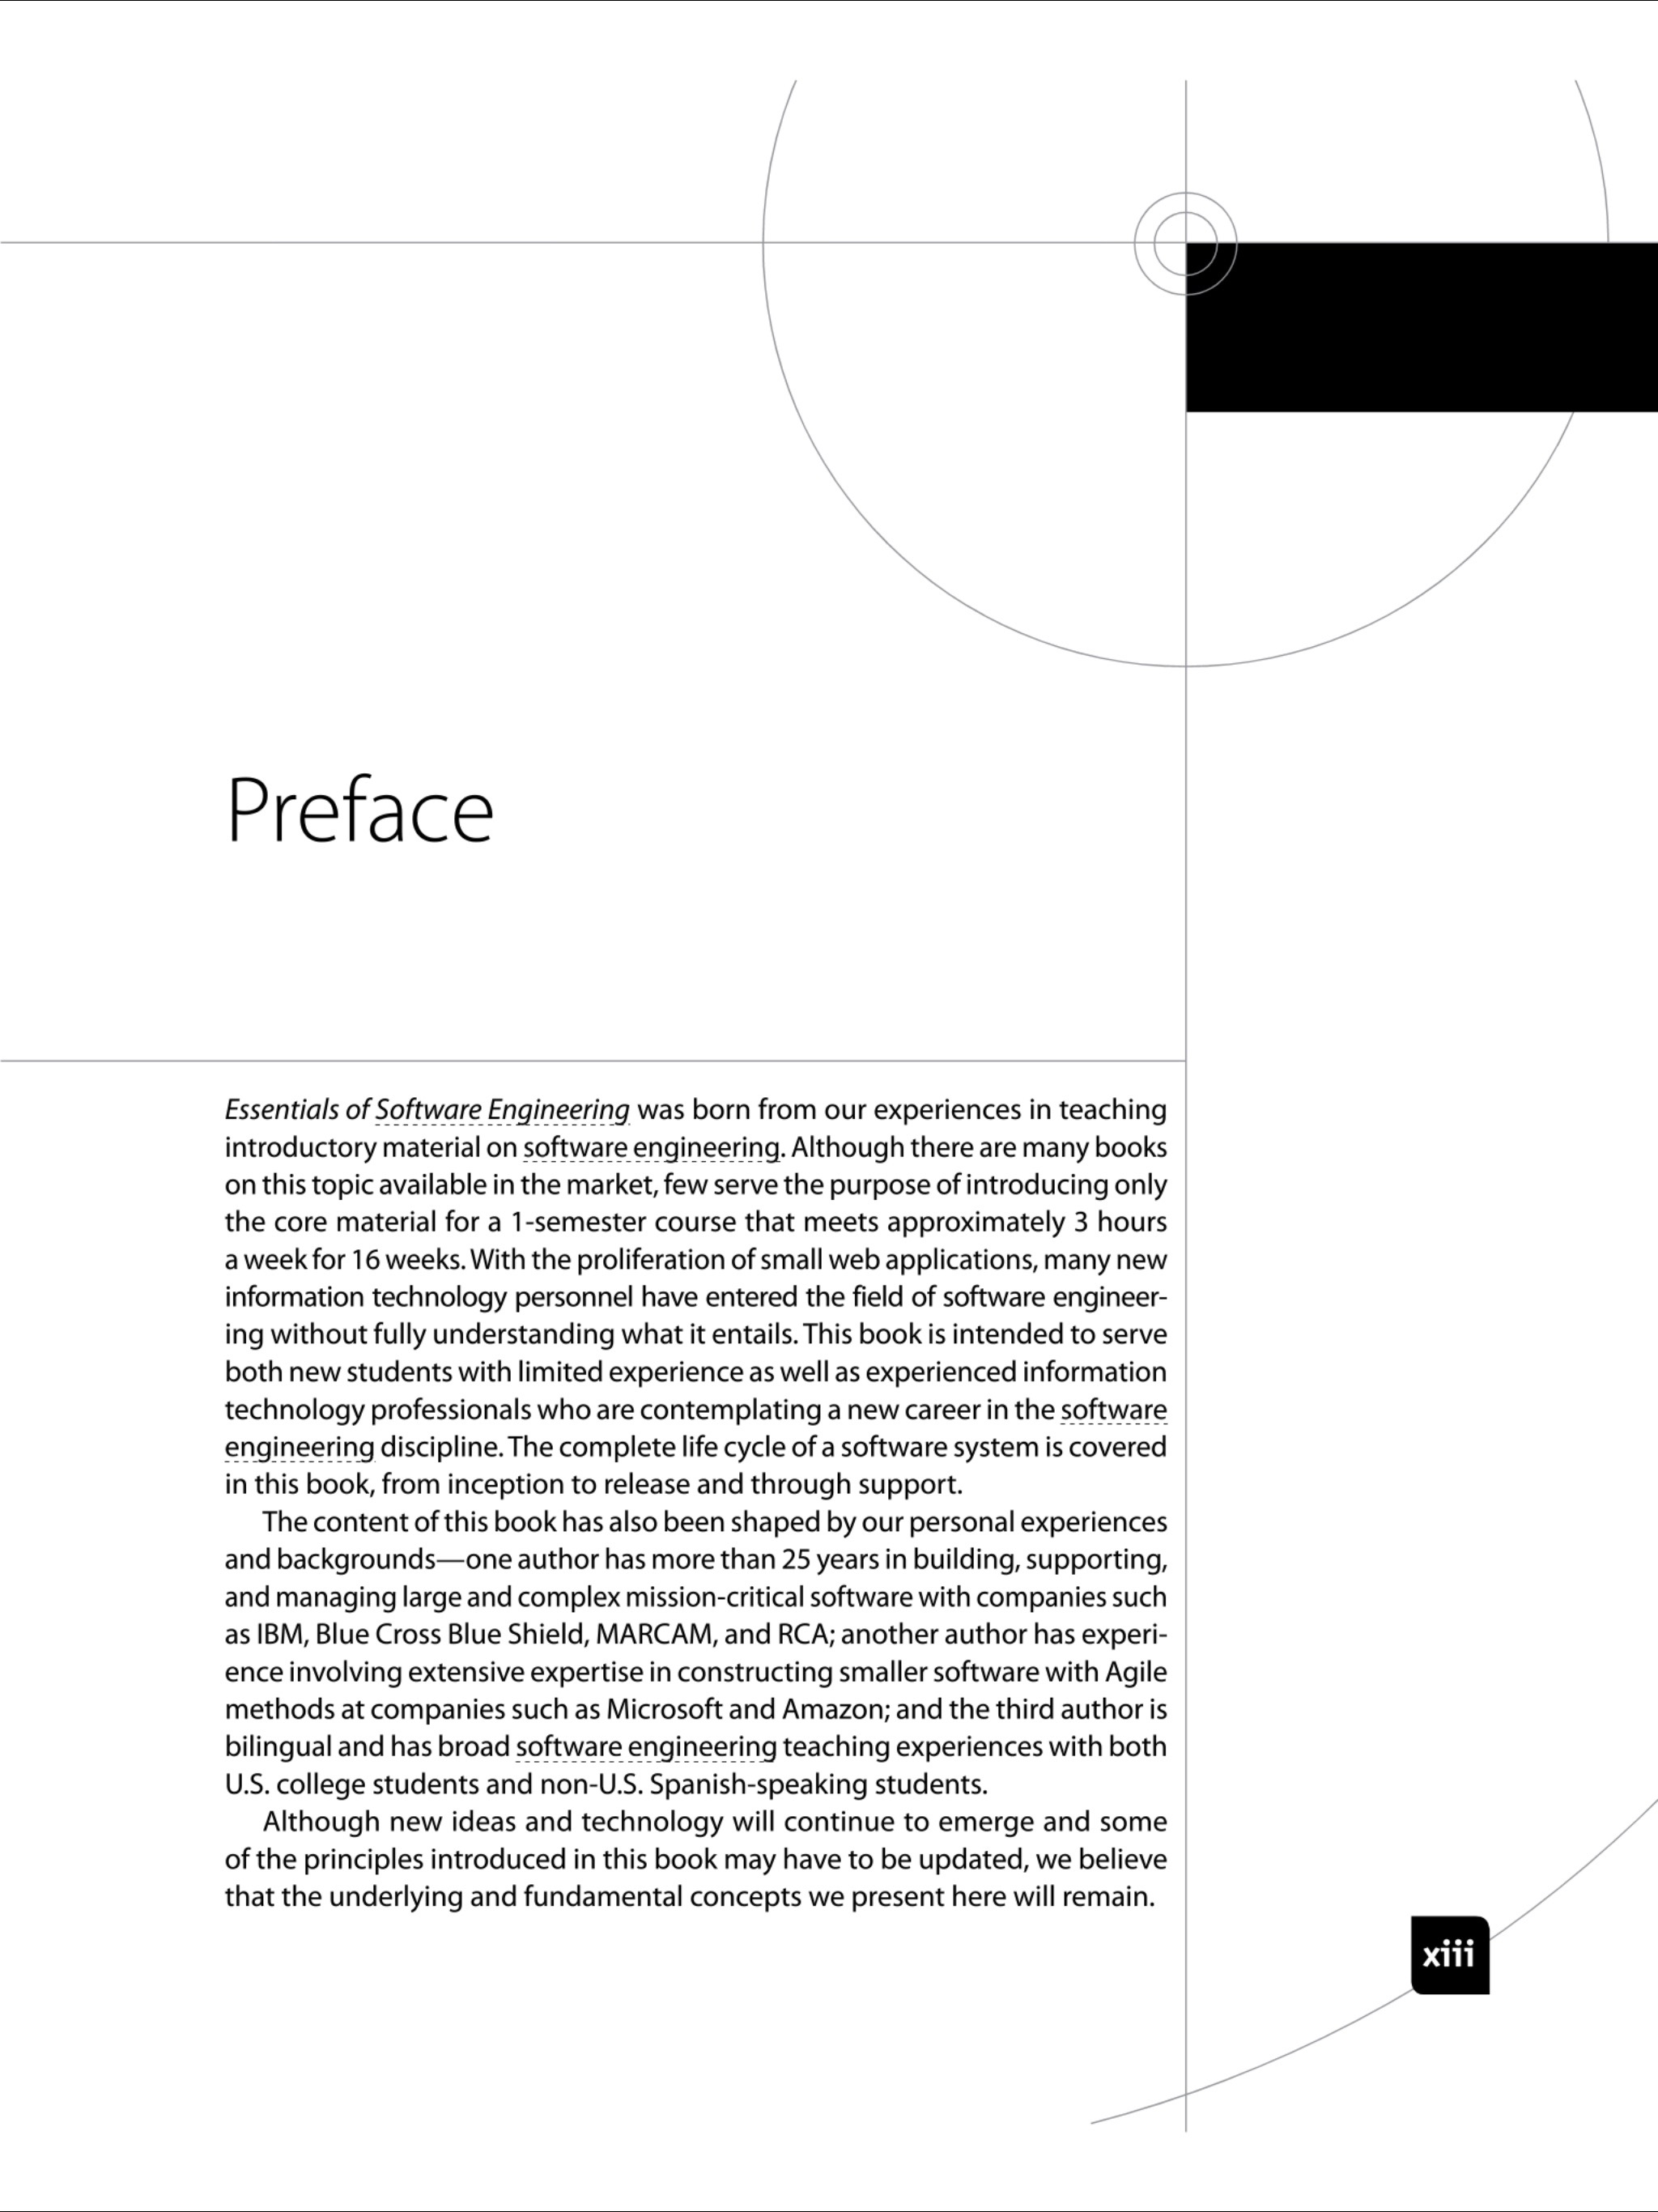 Preface
Essentials of Software Engineering was born from our experiences in teaching
introductory material on software engineering. Although there are many books
on this topic available in the market, few serve the purpose of introducing only
the core material for a 1-semester course that meets approximately 3 hours
a week for 16 weeks. With the proliferation of small web applications, many new
information technology personnel have entered the field of software engineer-
ing without fully understanding what it entails. This book is intended to serve
both new students with limited experience as well as experienced information
technology professionals who are contemplating a new career in the software
engineering discipline. The complete life cycle of a software system is covered
in this book, from inception to release and through support.
The content of this book has also been shaped by our personal experiences
and backgrounds—one author has more than 25 years in building, supporting,
and managing large and complex mission-critical software with companies such
as IBM, Blue Cross Blue Shield, MARCAM, and RCA; another author has experi-
ence involving extensive expertise in constructing smaller software with Agile
methods at companies such as Microsoft and Amazon; and the third author is
bilingual and has broad software engineering teaching experiences with both
U.S. college students and non-U.S. Spanish-speaking students.
Although new ideas and technology will continue to emerge and some
of the principles introduced in this book may have to be updated, we believe
that the underlying and fundamental concepts we present here will remain.
xiii